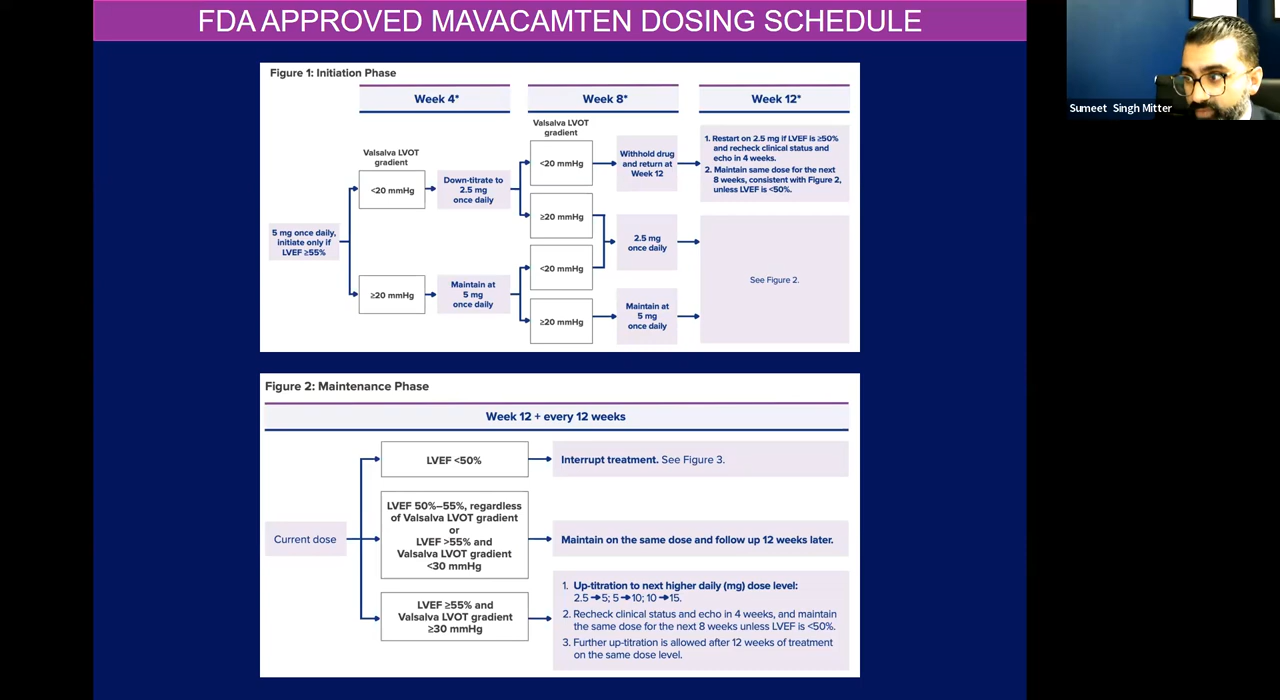 FDA APPROVED MAVACAMTEN DOSING SCHEDULE
Sumeet Singh Mitter
Figure 1: Initiation Phase
Week 4*
Week 8*
Week 12*
Valsalva LVOT
gradient
Valsalva LVOT
gradient
5 mg once daily,
initiate only if
LVEF ≥55%
<20 mmHg
Down-titrate to
2.5 mg
once daily
≥20 mmHg
Maintain at
5 mg
once daily
<20 mmHg
Withhold drug
and return at
Week 12
≥20 mmHg
<20 mmHg
2.5 mg
once daily
≥20 mmHg
Maintain at
5 mg
once daily
1. Restart on 2.5 mg if LVEF is ≥50%
and recheck clinical status and
echo in 4 weeks.
2. Maintain same dose for the next
8 weeks, consistent with Figure 2,
unless LVEF is <50%.
See Figure 2.
Figure 2: Maintenance Phase
Week 12 + every 12 weeks
Current dose
LVEF <50%
Interrupt treatment. See Figure 3.
LVEF 50%–55%, regardless
of Valsalva LVOT gradient
or
LVEF >55% and
Valsalva LVOT gradient
<30 mmHg
Maintain on the same dose and follow up 12 weeks later.
LVEF ≥55% and
Valsalva LVOT gradient
≥30 mmHg
1. Up-titration to next higher daily (mg) dose level:
2.5➔5; 5➔10; 10➔15.
2. Recheck clinical status and echo in 4 weeks, and maintain
the same dose for the next 8 weeks unless LVEF is <50%.
3. Further up-titration is allowed after 12 weeks of treatment
on the same dose level.